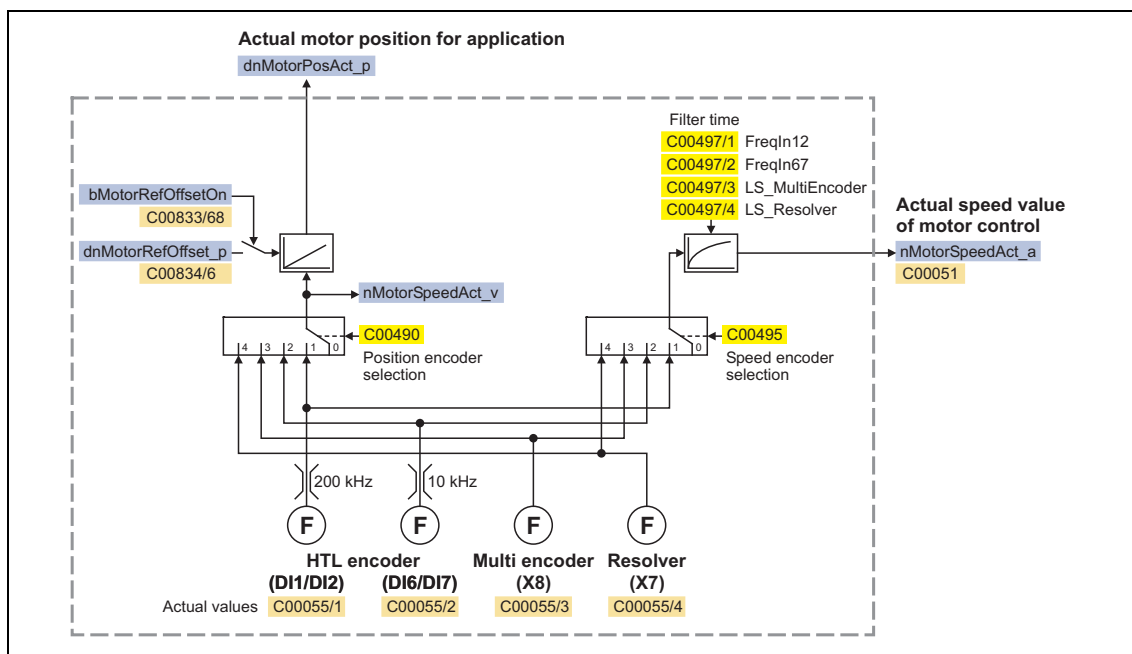 Actual motor position for application
dnMotorPosAct_p
Filter time
C00497/1 FreqIn12
C00497/2 FreqIn67
C00497/3 LS_MultiEncoder
C00497/4 LS_Resolver
bMotorRefOffsetOn
C00833/68
dnMotorRefOffset_p
C00834/6
Actual speed value
of motor control
nMotorSpeedAct_a
C00051
nMotorSpeedAct_v
4 3 2 1 0
C00490
Position encoder
selection
4 3 2 1 0
C00495
Speed encoder
selection
200 kHz
10 kHz
F F F F
HTL encoder
(DI1/DI2) (DI6/DI7)
Multi encoder
(X8)
Resolver
(X7)
Actual values C00055/1 C00055/2 C00055/3 C00055/4